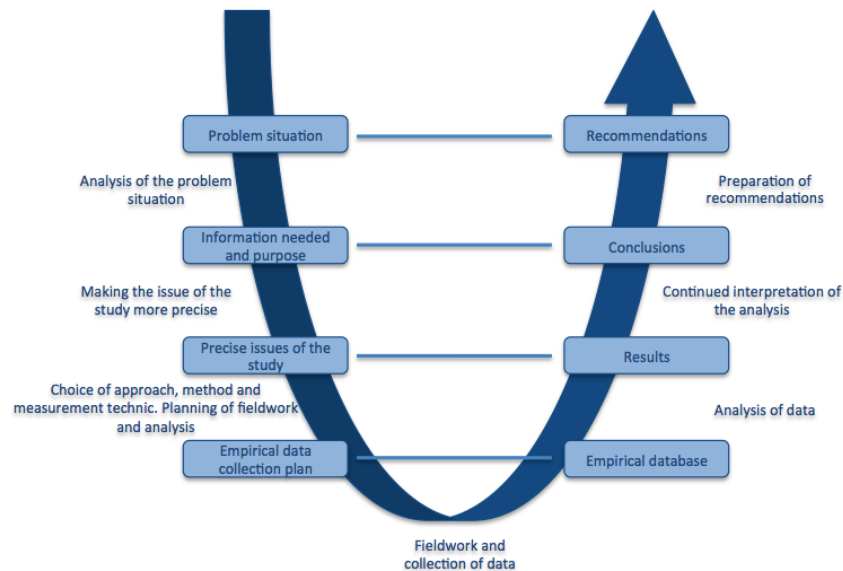 Problem situation
Recommendations
Analysis of the problem
situation
Preparation of
recommendations
Information needed
and purpose
Conclusions
Making the issue of the
study more precise
Continued interpretation of
the analysis
Precise issues of the
study
Results
Choice of approach, method and
measurement technic. Planning of fieldwork
and analysis
Analysis of data
Empirical data
collection plan
Empirical database
Fieldwork and
collection of data